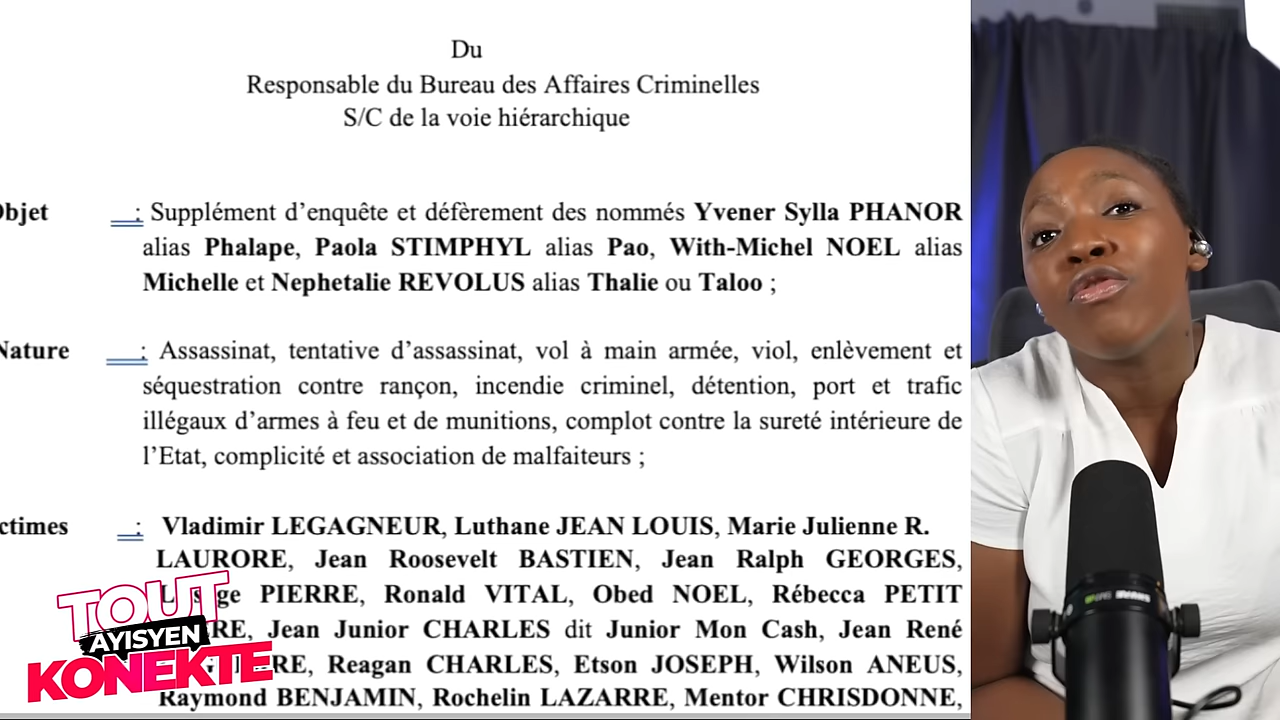 Du
Responsable du Bureau des Affaires Criminelles
S/C de la voie hiérarchique
Objet : Supplément d’enquête et défèrement des nommés Yvener Sylla PHANOR
alias Phalape, Paola STIMPHYL alias Pao, With-Michel NOEL alias
Michelle et Nephetalie REVOLUS alias Thalie ou Taloo ;
Nature : Assassinat, tentative d’assassinat, vol à main armée, viol, enlèvement et
séquestration contre rançon, incendie criminel, détention, port et trafic
illégaux d’armes à feu et de munitions, complot contre la sureté intérieure de
l’Etat, complicité et association de malfaiteurs ;
ctimes : Vladimir LEGAGNEUR, Luthane JEAN LOUIS, Marie Julienne R.
LAURORE, Jean Roosevelt BASTIEN, Jean Ralph GEORGES,
PIERRE, Ronald VITAL, Obed NOEL, Rébecca PETIT
Jean Junior CHARLES dit Junior Mon Cash, Jean René
Reagan CHARLES, Etson JOSEPH, Wilson ANEUS,
Raymond BENJAMIN, Rochelin LAZARRE, Mentor CHRISDONNE,
TOUT
AYISYEN
KONEKTE